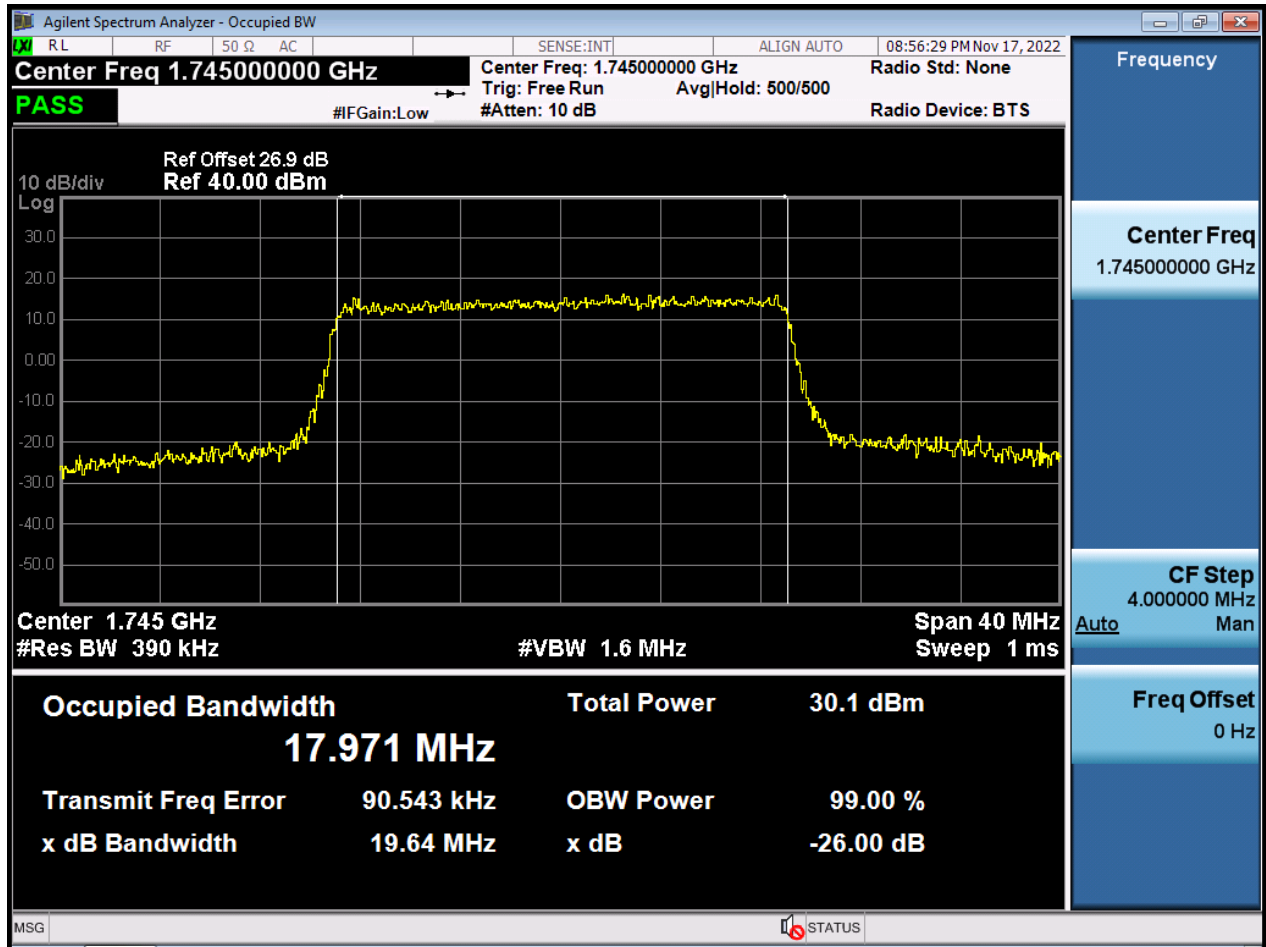 Agilent Spectrum Analyzer - Occupied BW
LXI RL RF 50 Ω AC SENSE:INT ALIGN AUTO 08:56:29 PM Nov 17, 2022
Center Freq 1.745000000 GHz
PASS
#IFGain:Low
Center Freq: 1.745000000 GHz
Trig: Free Run Avg|Hold: 500/500
#Atten: 10 dB
Radio Std: None
Radio Device: BTS
Ref Offset 26.9 dB
10 dB/div Ref 40.00 dBm
Log
30.0
20.0
10.0
0.00
-10.0
-20.0
-30.0
-40.0
-50.0
Center 1.745 GHz Span 40 MHz
#Res BW 390 kHz #VBW 1.6 MHz Sweep 1 ms
Occupied Bandwidth Total Power 30.1 dBm
17.971 MHz
Transmit Freq Error 90.543 kHz OBW Power 99.00 %
x dB Bandwidth 19.64 MHz x dB -26.00 dB
Frequency
Center Freq
1.745000000 GHz
CF Step
4.000000 MHz
Auto Man
Freq Offset
0 Hz
MSG STATUS